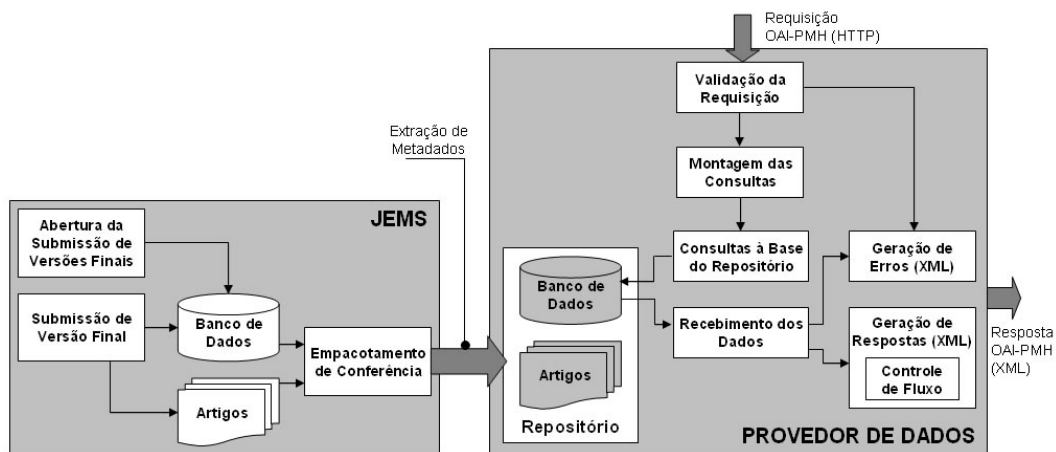 Requisição
OAI-PMH (HTTP)
Validação da
Requisição
Extração de
Metadados
Montagem das
Consultas
JEMS
Abertura da
Submissão de
Versões Finais
Consultas à Base
do Repositório
Geração de
Erros (XML)
Banco de
Dados
Submissão de
Versão Final
Banco de
Dados
Recebimento dos
Dados
Geração de
Respostas (XML)
Controle
de Fluxo
Resposta
OAI-PMH
(XML)
Empacotamento
de Conferência
Artigos
Artigos
Repositório
PROVEDOR DE DADOS